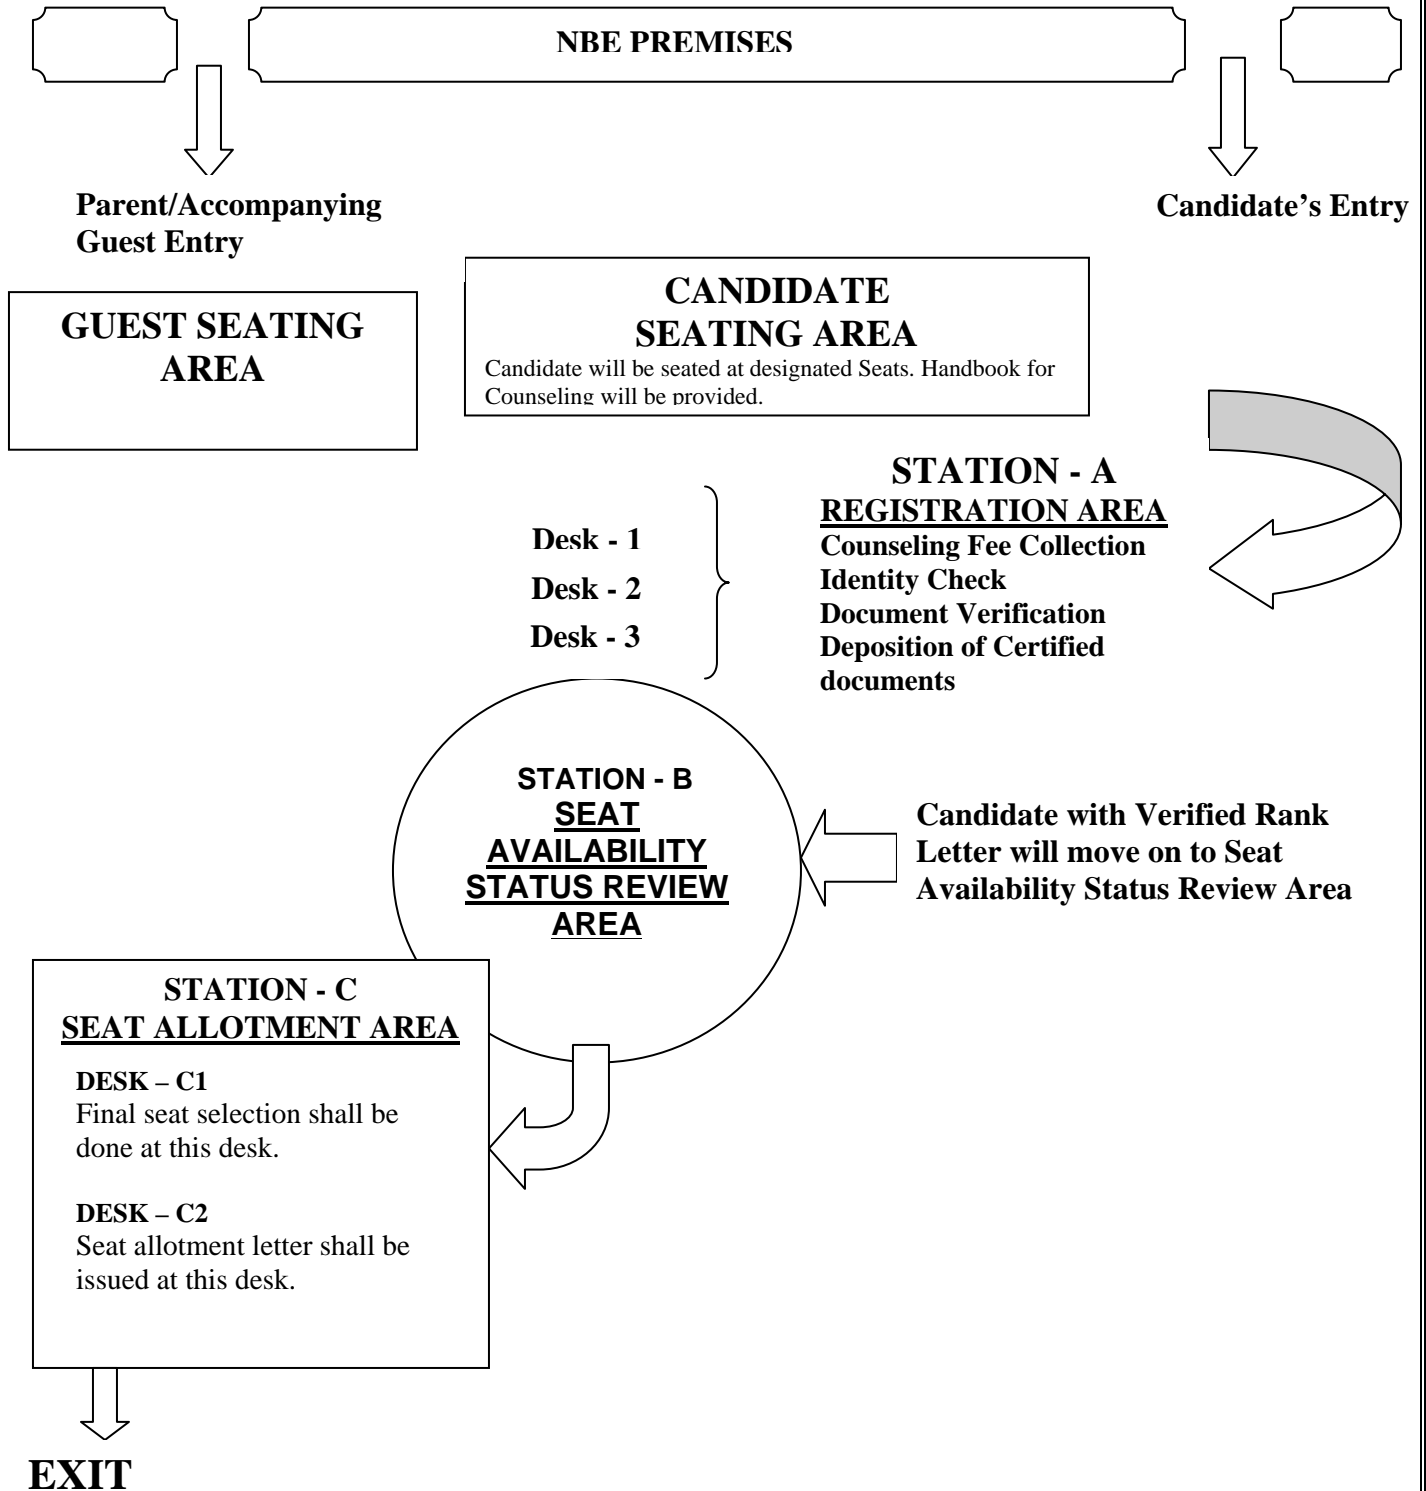 NBE PREMISES
Parent/Accompanying
Guest Entry
Candidate’s Entry
GUEST SEATING
AREA
CANDIDATE
SEATING AREA
Candidate will be seated at designated Seats. Handbook for
Counseling will be provided.
STATION - A
REGISTRATION AREA
Counseling Fee Collection
Identity Check
Document Verification
Deposition of Certified
documents
Desk - 1
Desk - 2
Desk - 3
STATION - B
SEAT
AVAILABILITY
STATUS REVIEW
AREA
Candidate with Verified Rank
Letter will move on to Seat
Availability Status Review Area
STATION - C
SEAT ALLOTMENT AREA
DESK – C1
Final seat selection shall be
done at this desk.
DESK – C2
Seat allotment letter shall be
issued at this desk.
EXIT